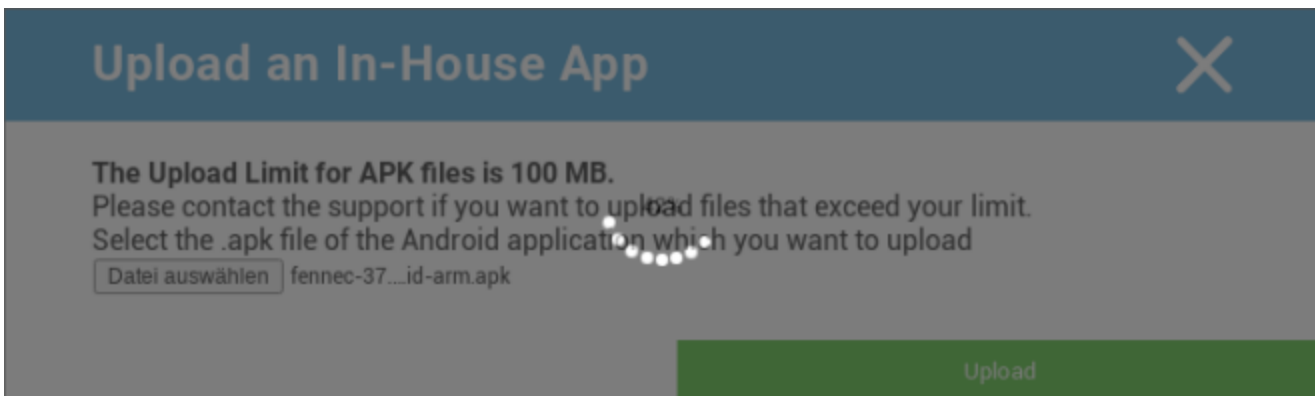 Upload an In-House App
The Upload Limit for APK files is 100 MB.
Please contact the support if you want to upload files that exceed your limit.
Select the .apk file of the Android application which you want to upload
Datei auswählen fennec-37....id-arm.apk
Upload